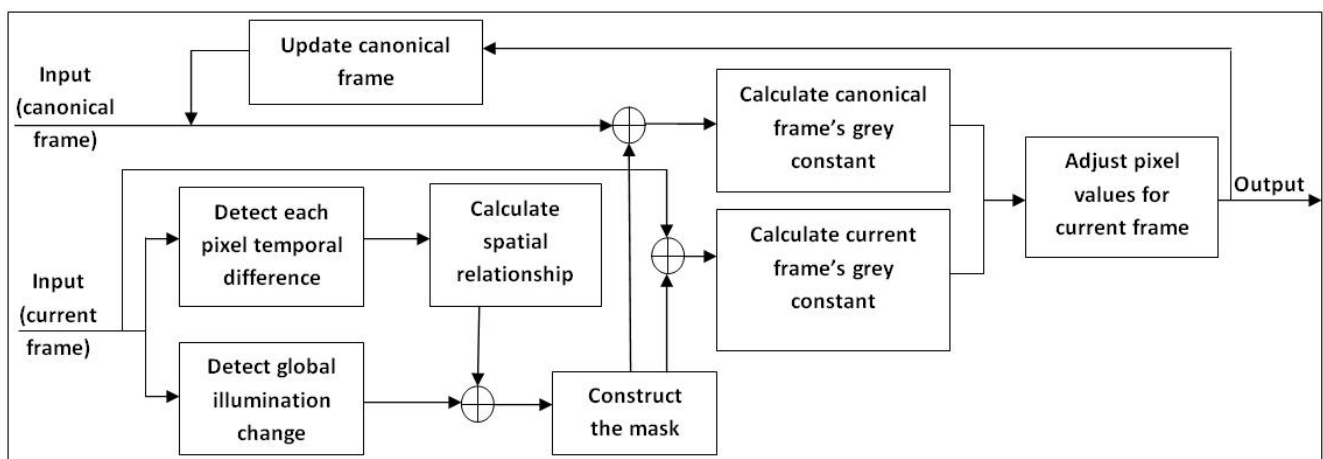 Update canonical
frame
Input
(canonical
frame)
Calculate canonical
frame's grey
constant
Adjust pixel
values for
current frame
Output
Detect each
pixel temporal
difference
Calculate
spatial
relationship
Calculate current
frame's grey
constant
Input
(current
frame)
Detect global
illumination
change
Construct
the mask